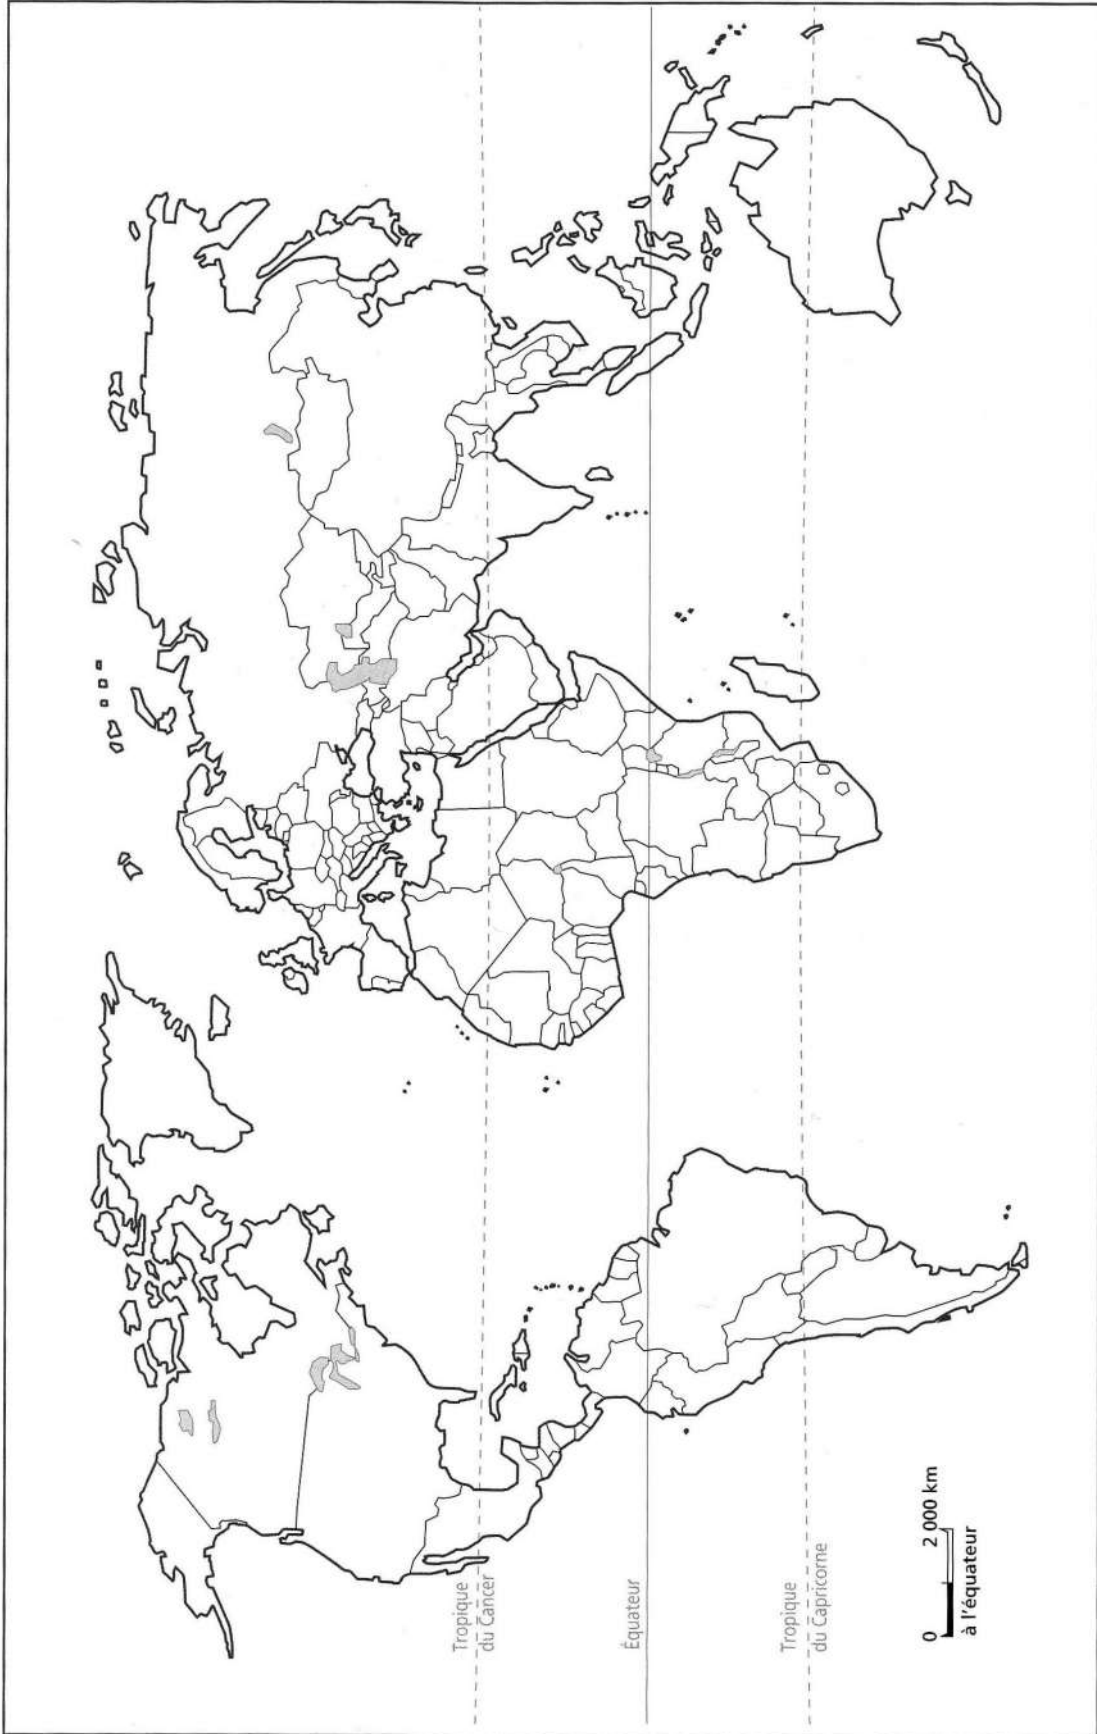 Tropique
du Cancer
Équateur
Tropique
du Capricorne
0 2 000 km
à l'équateur